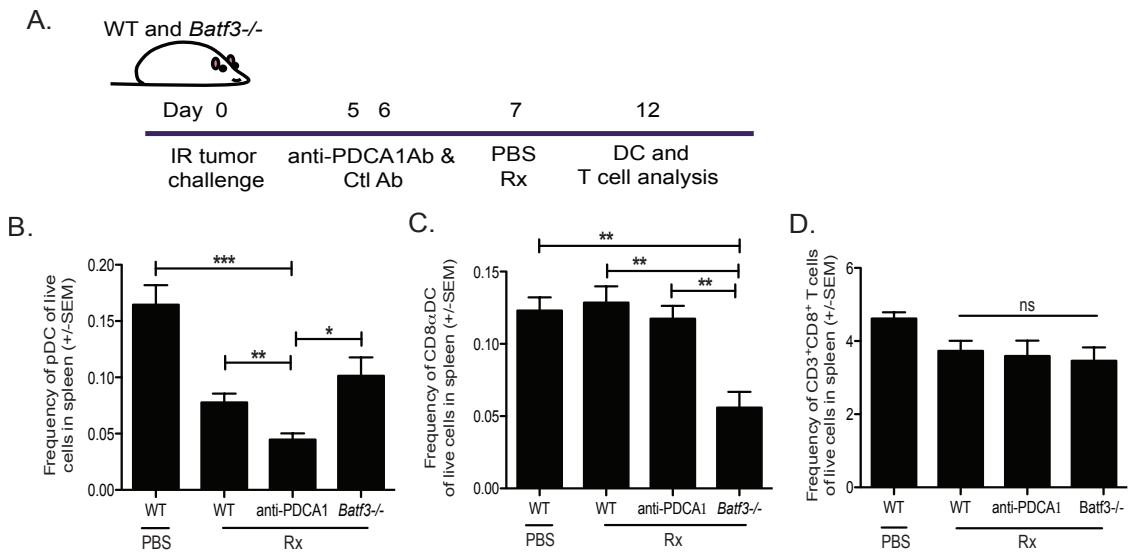 A.
WT and Batf3-/-
Day 0 5 6 7 12
IR tumor anti-PDCA1Ab & PBS DC and
challenge Ctl Ab Rx T cell analysis
B.
Frequency of pDC of live
cells in spleen (+/-SEM)
0.20
0.15
0.10
0.05
0.00
***
**
*
WT WT anti-PDCA1 Batf3-/-
PBS Rx
C.
Frequency of CD8αDC
of live cells in spleen (+/-SEM)
0.15
0.10
0.05
0.00
**
**
**
WT WT anti-PDCA1 Batf3-/-
PBS Rx
D.
Frequency of CD3+CD8+ T cells
of live cells in spleen (+/-SEM)
6
4
2
0
ns
WT WT anti-PDCA1 Batf3-/-
PBS Rx